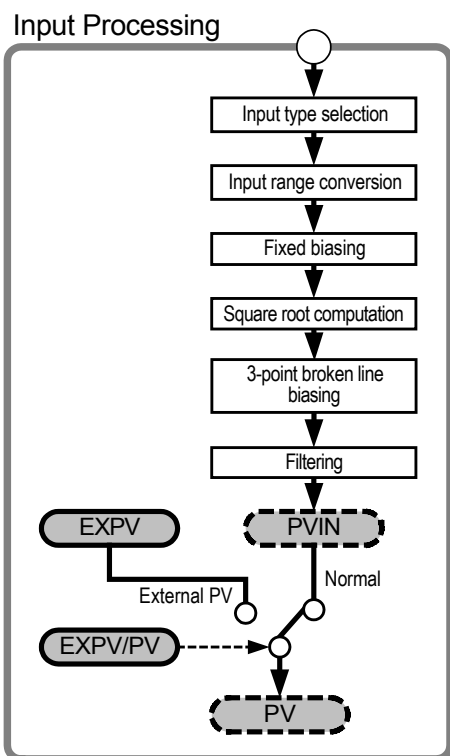 Input Processing
Input type selection
Input range conversion
Fixed biasing
Square root computation
3-point broken line
biasing
Filtering
EXPV
PVIN
Normal
External PV
EXPV/PV
PV